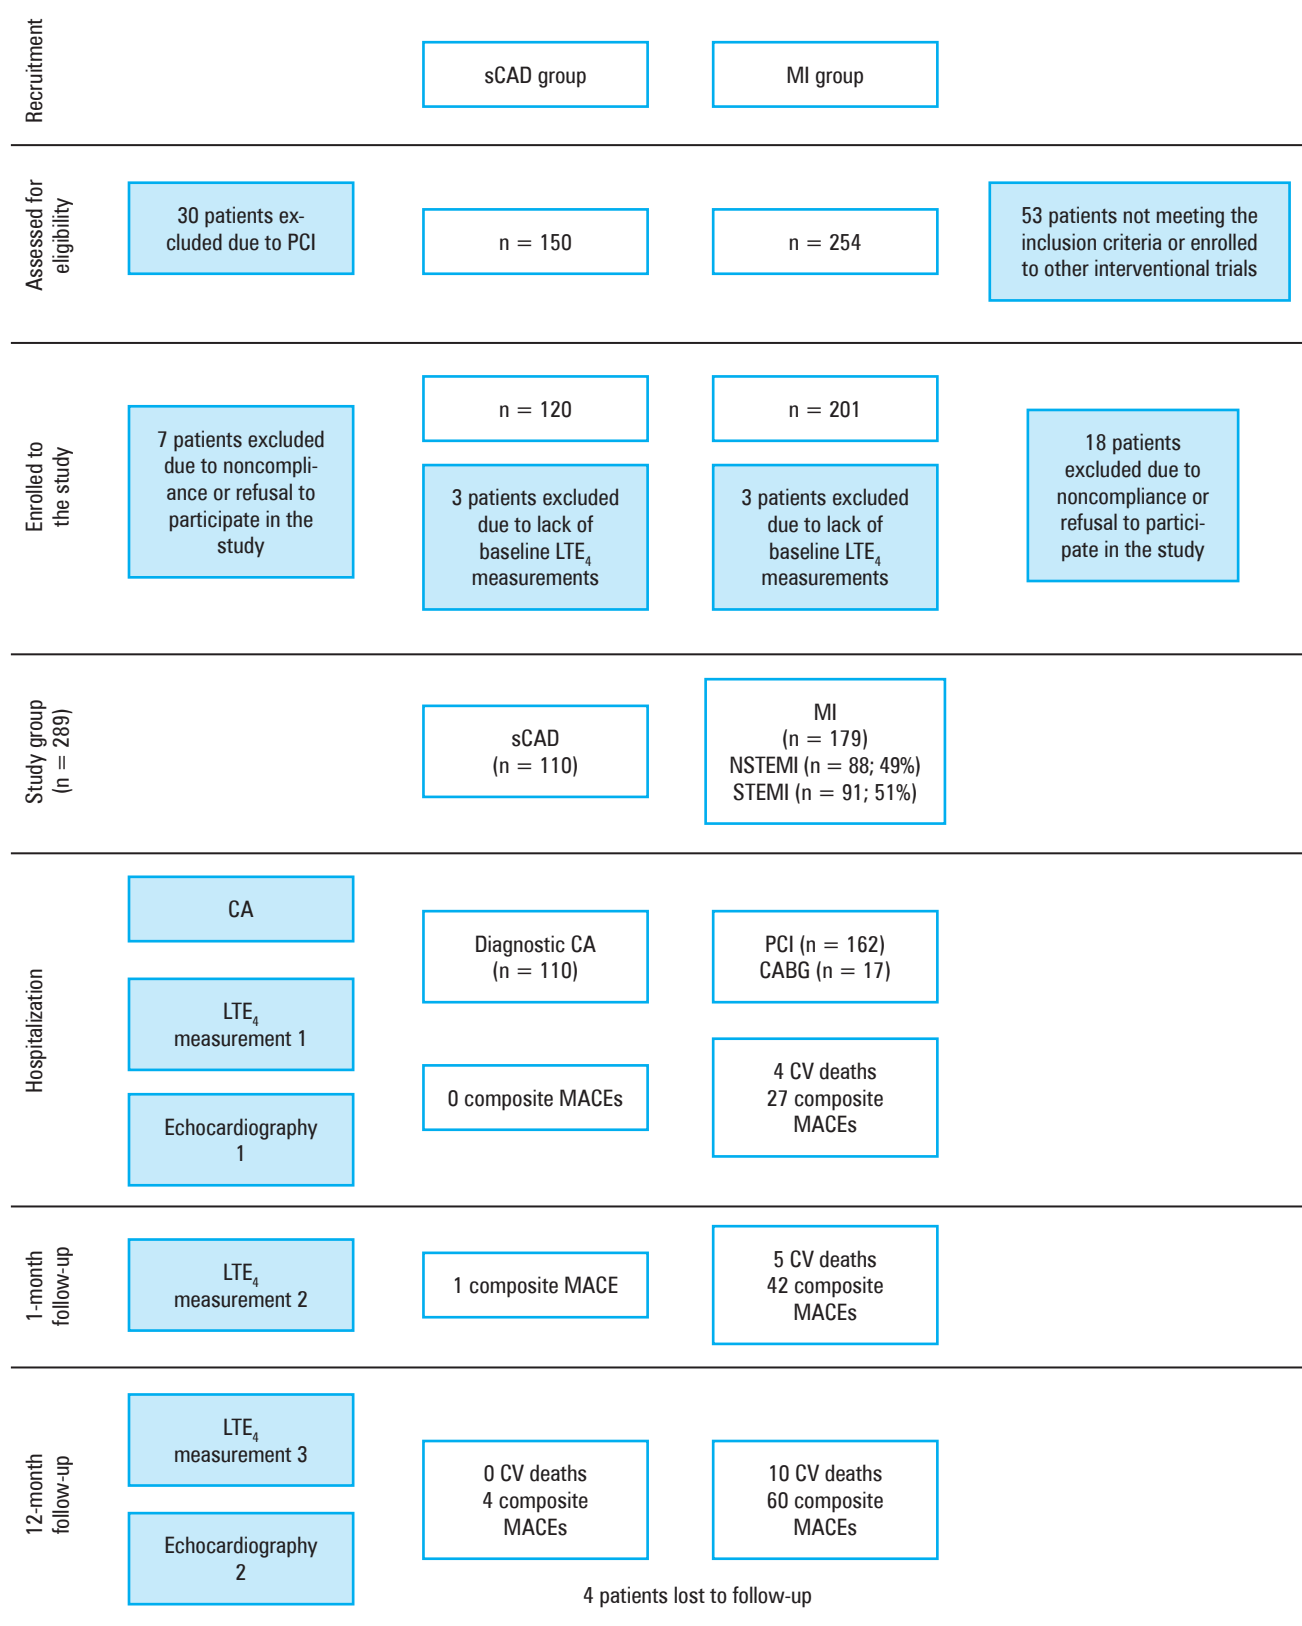 Recruitment
sCAD group
MI group
Assessed for
eligibility
30 patients ex-
cluded due to PCI
n = 150
n = 254
53 patients not meeting the
inclusion criteria or enrolled
to other interventional trials
Enrolled to
the study
7 patients excluded
due to noncompli-
ance or refusal to
participate in the
study
n = 120
3 patients excluded
due to lack of
baseline LTE₄
measurements
n = 201
3 patients excluded
due to lack of
baseline LTE₄
measurements
18 patients
excluded due to
noncompliance or
refusal to partici-
pate in the study
Study group
(n = 289)
sCAD
(n = 110)
MI
(n = 179)
NSTEMI (n = 88; 49%)
STEMI (n = 91; 51%)
Hospitalization
CA
LTE₄
measurement 1
Echocardiography
1
Diagnostic CA
(n = 110)
0 composite MACEs
PCI (n = 162)
CABG (n = 17)
4 CV deaths
27 composite
MACEs
1-month
follow-up
LTE₄
measurement 2
1 composite MACE
5 CV deaths
42 composite
MACEs
12-month
follow-up
LTE₄
measurement 3
Echocardiography
2
0 CV deaths
4 composite
MACEs
10 CV deaths
60 composite
MACEs
4 patients lost to follow-up